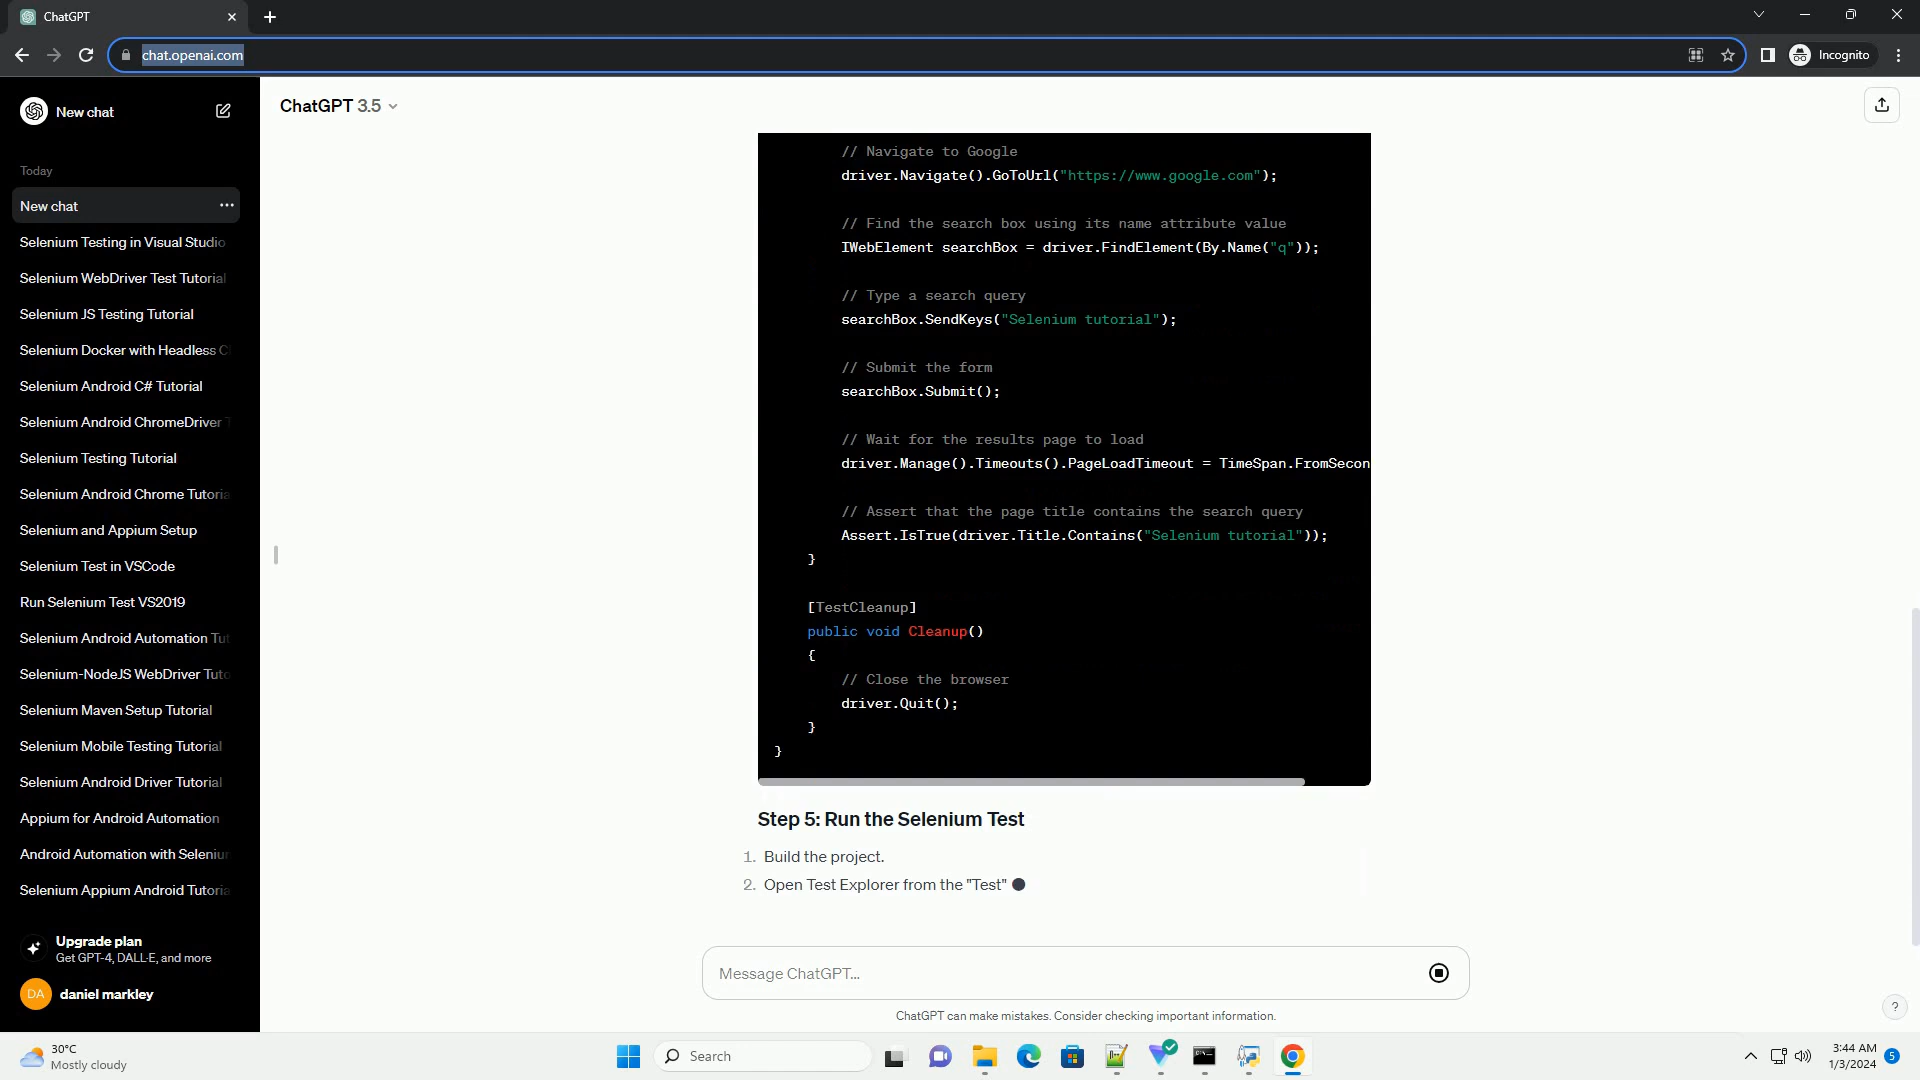 ChatGPT
chat.openai.com
Incognito
New chat
Today
New chat
Selenium Testing in Visual Studio
Selenium WebDriver Test Tutorial
Selenium JS Testing Tutorial
Selenium Docker with Headless C
Selenium Android C# Tutorial
Selenium Android ChromeDriver T
Selenium Testing Tutorial
Selenium Android Chrome Tutoria
Selenium and Appium Setup
Selenium Test in VSCode
Run Selenium Test VS2019
Selenium Android Automation Tut
Selenium-NodeJS WebDriver Tuto
Selenium Maven Setup Tutorial
Selenium Mobile Testing Tutorial
Selenium Android Driver Tutorial
Appium for Android Automation
Android Automation with Seleniun
Selenium Appium Android Tutoria
Upgrade plan
Get GPT-4, DALL·E, and more
DA daniel markley
ChatGPT 3.5
// Navigate to Google
driver.Navigate().GoToUrl("https://www.google.com");
// Find the search box using its name attribute value
IWebElement searchBox = driver.FindElement(By.Name("q"));
// Type a search query
searchBox.SendKeys("Selenium tutorial");
// Submit the form
searchBox.Submit();
// Wait for the results page to load
driver.Manage().Timeouts().PageLoadTimeout = TimeSpan.FromSecon
// Assert that the page title contains the search query
Assert.IsTrue(driver.Title.Contains("Selenium tutorial"));
}
[TestCleanup]
public void Cleanup()
{
// Close the browser
driver.Quit();
}
}
Step 5: Run the Selenium Test
1. Build the project.
2. Open Test Explorer from the "Test"
Message ChatGPT...
ChatGPT can make mistakes. Consider checking important information.
?
30°C
Mostly cloudy
Search
3:44 AM
1/3/2024
5